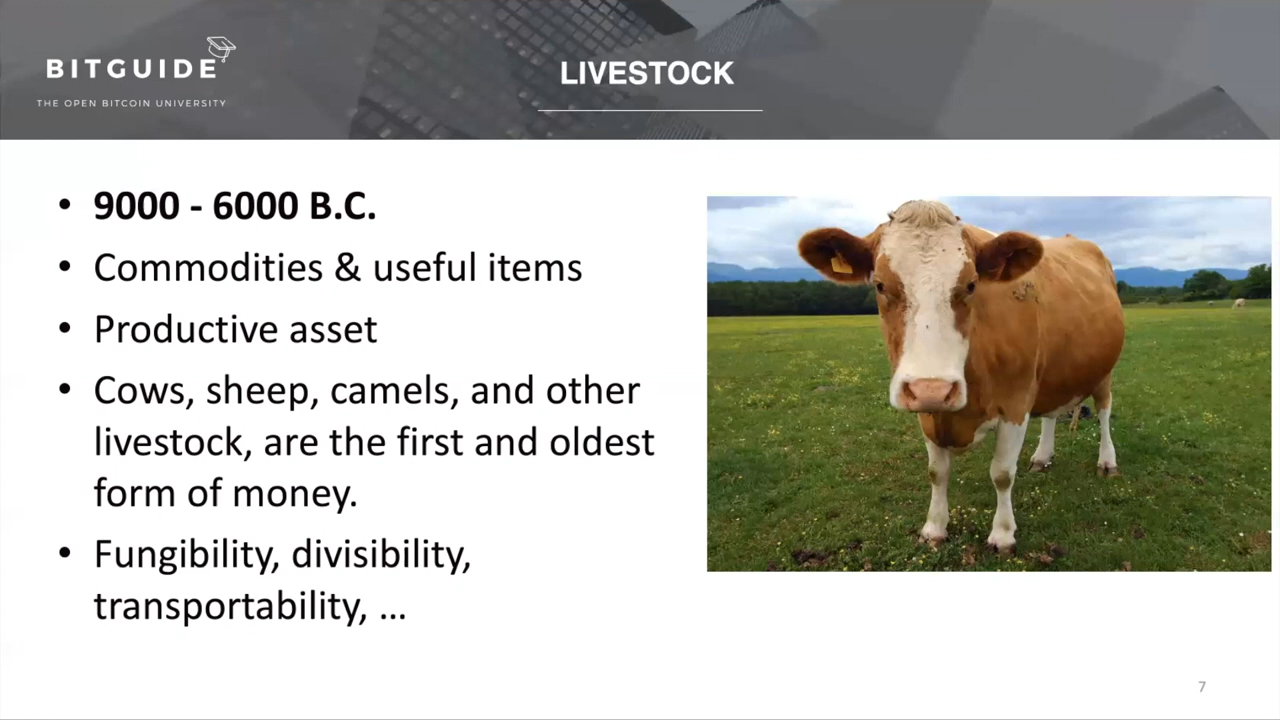 BITGUIDE
THE OPEN BITCOIN UNIVERSITY
LIVESTOCK
• 9000 - 6000 B.C.
• Commodities & useful items
• Productive asset
• Cows, sheep, camels, and other
livestock, are the first and oldest
form of money.
• Fungibility, divisibility,
transportability, ...
7